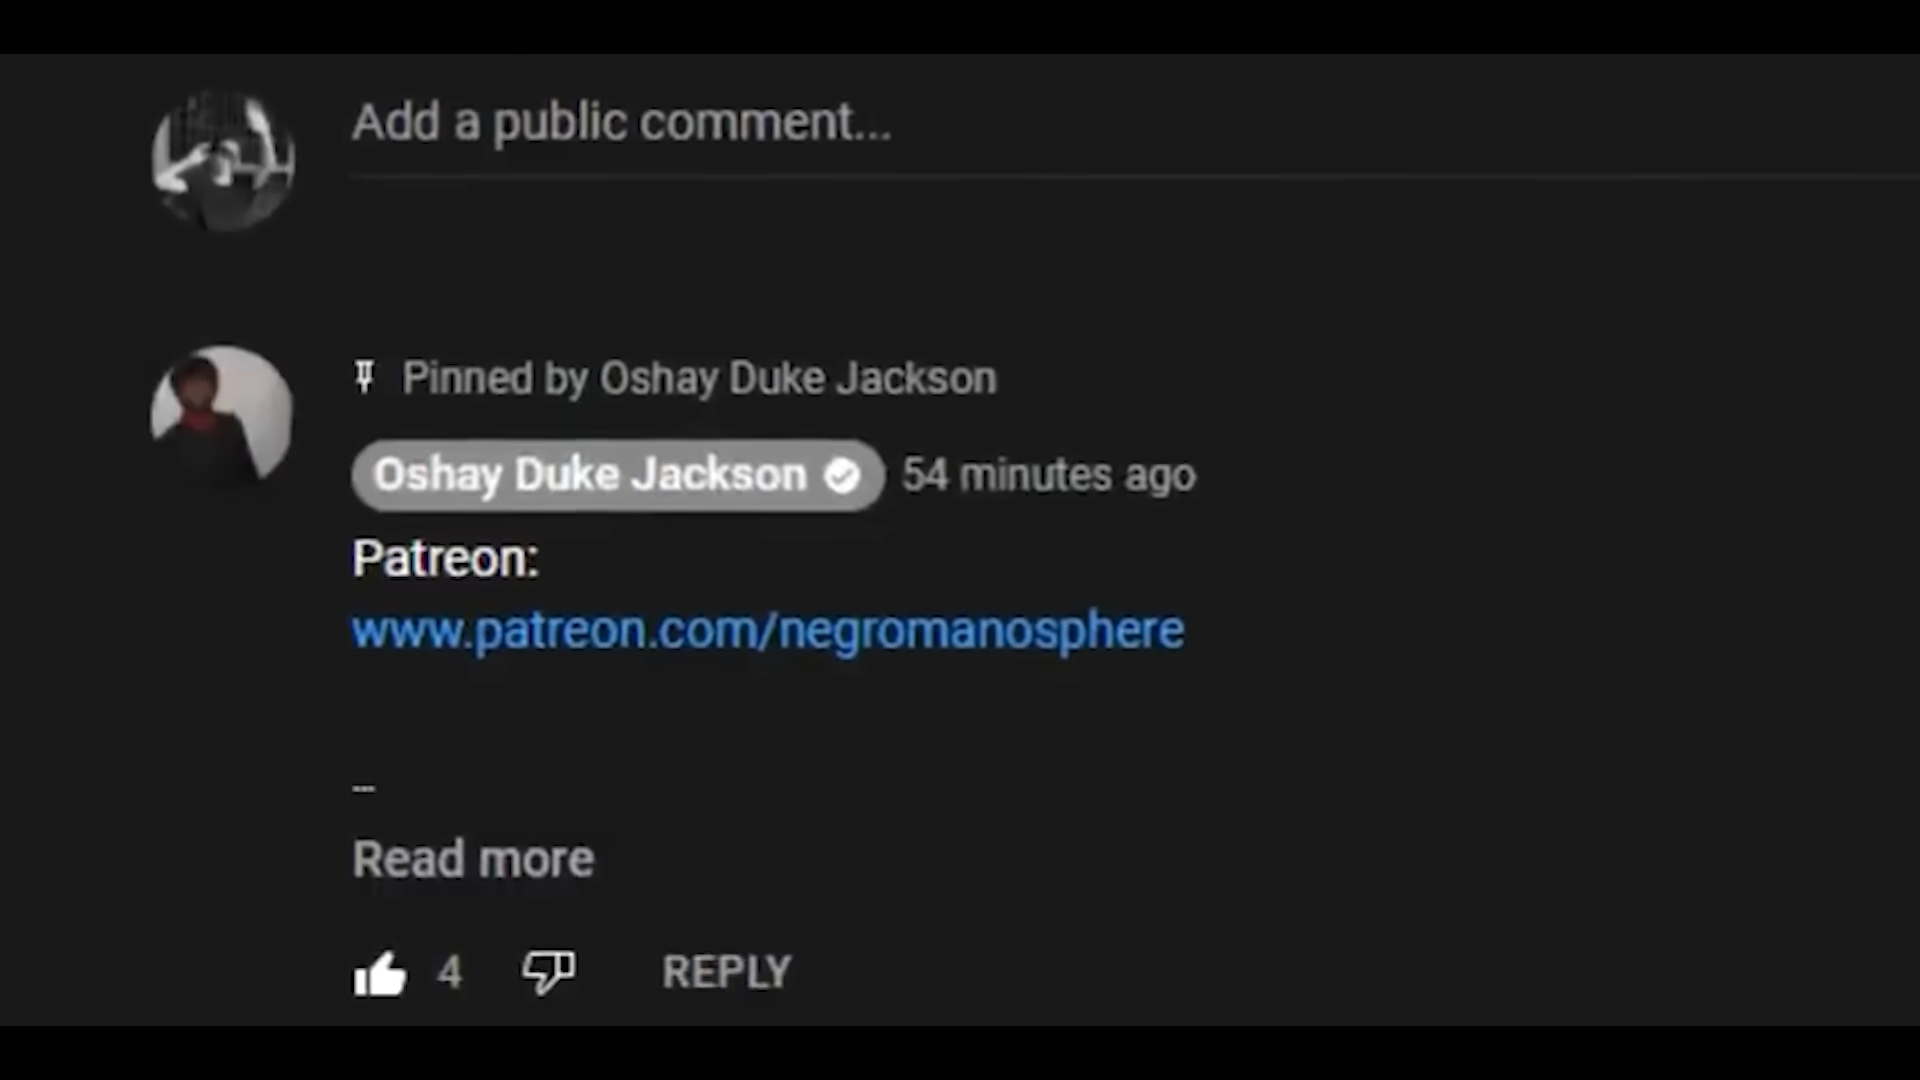 Add a public comment...
Pinned by Oshay Duke Jackson
Oshay Duke Jackson 54 minutes ago
Patreon:
www.patreon.com/negromanosphere
--
Read more
4 REPLY